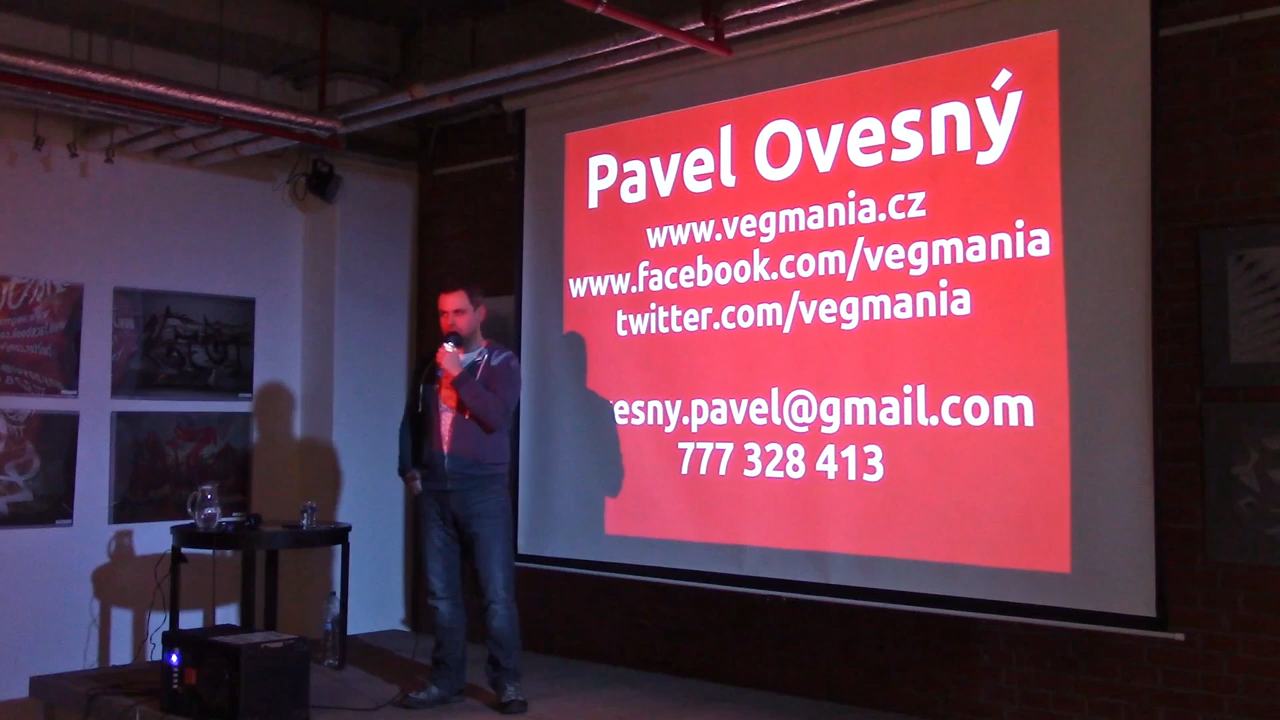 Pavel Ovesný
www.vegmania.cz
www.facebook.com/vegmania
twitter.com/vegmania
esny.pavel@gmail.com
777 328 413